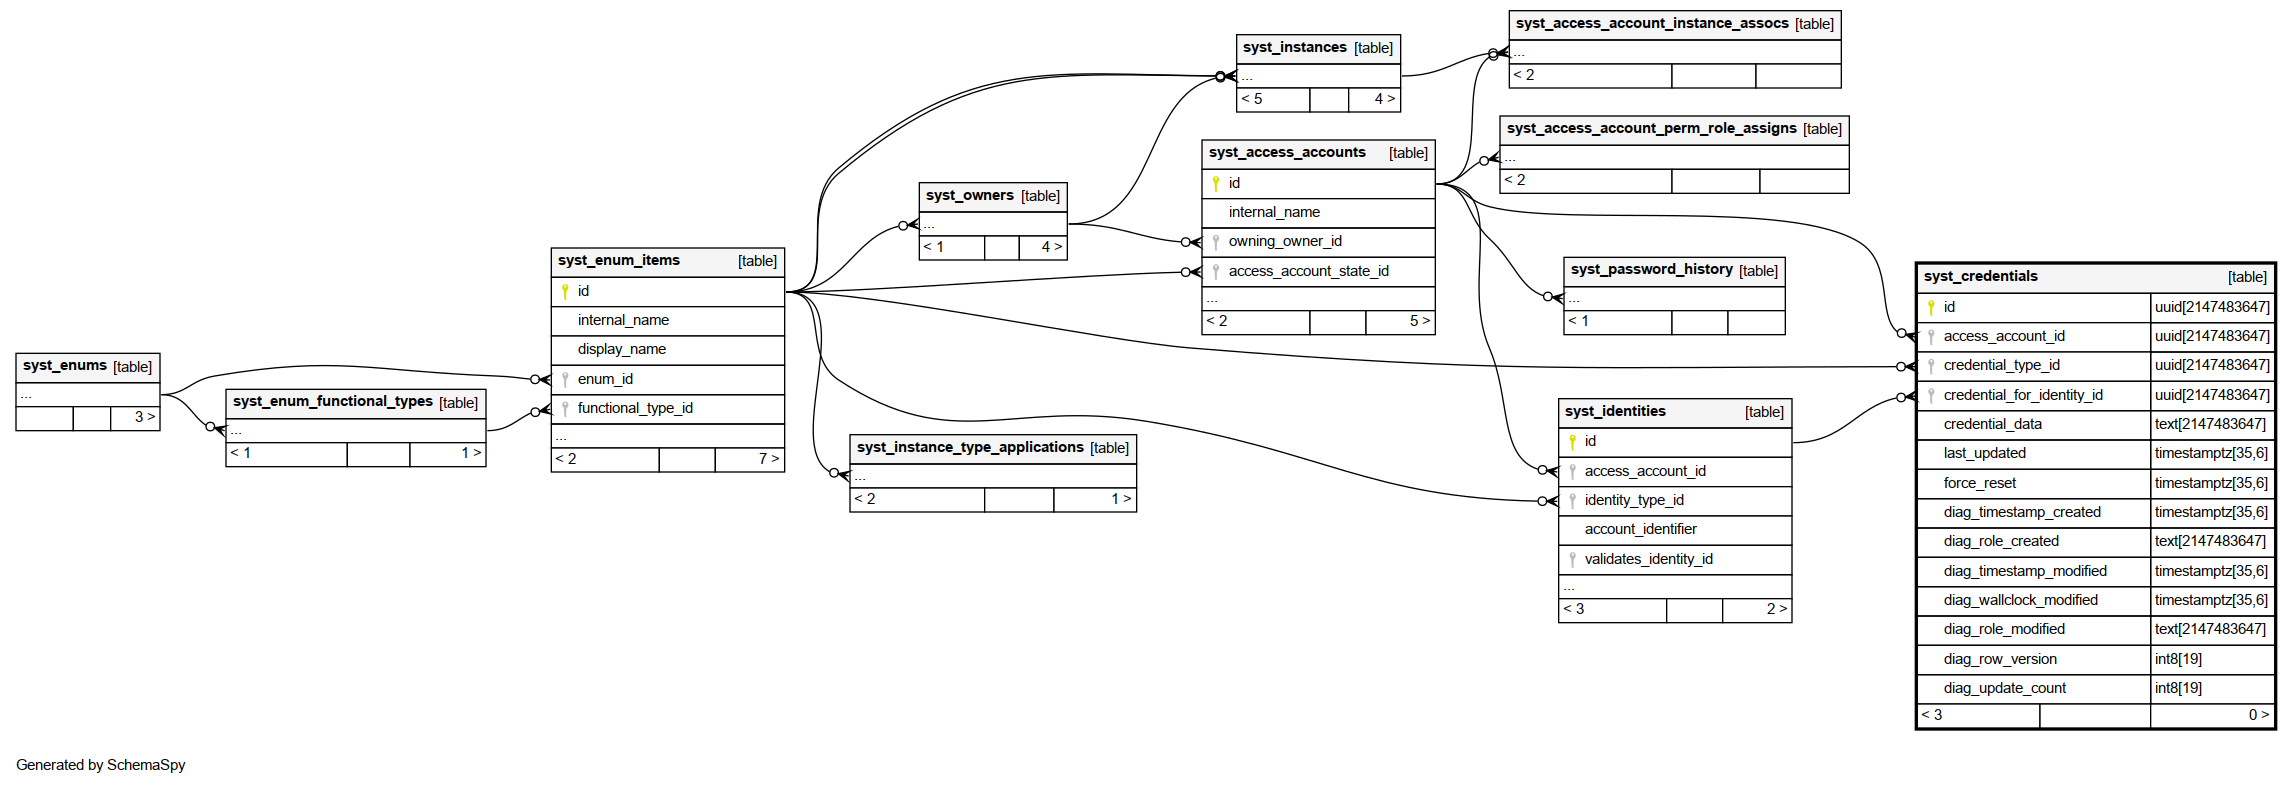 syst_access_account_instance_assocs [table]
...
< 2
syst_instances [table]
...
< 5 4 >
syst_access_account_perm_role_assigns [table]
...
< 2
syst_access_accounts [table]
id
internal_name
owning_owner_id
access_account_state_id
...
< 2 5 >
syst_owners [table]
...
< 1 4 >
syst_enum_items [table]
id
internal_name
display_name
enum_id
functional_type_id
...
< 2 7 >
syst_password_history [table]
...
< 1
syst_credentials [table]
id uuid[2147483647]
access_account_id uuid[2147483647]
credential_type_id uuid[2147483647]
credential_for_identity_id uuid[2147483647]
credential_data text[2147483647]
last_updated timestamptz[35,6]
force_reset timestamptz[35,6]
diag_timestamp_created timestamptz[35,6]
diag_role_created text[2147483647]
diag_timestamp_modified timestamptz[35,6]
diag_wallclock_modified timestamptz[35,6]
diag_role_modified text[2147483647]
diag_row_version int8[19]
diag_update_count int8[19]
< 3 0 >
syst_enums [table]
...
3 >
syst_enum_functional_types [table]
...
< 1 1 >
syst_identities [table]
id
access_account_id
identity_type_id
account_identifier
validates_identity_id
...
< 3 2 >
syst_instance_type_applications [table]
...
< 2 1 >
Generated by SchemaSpy